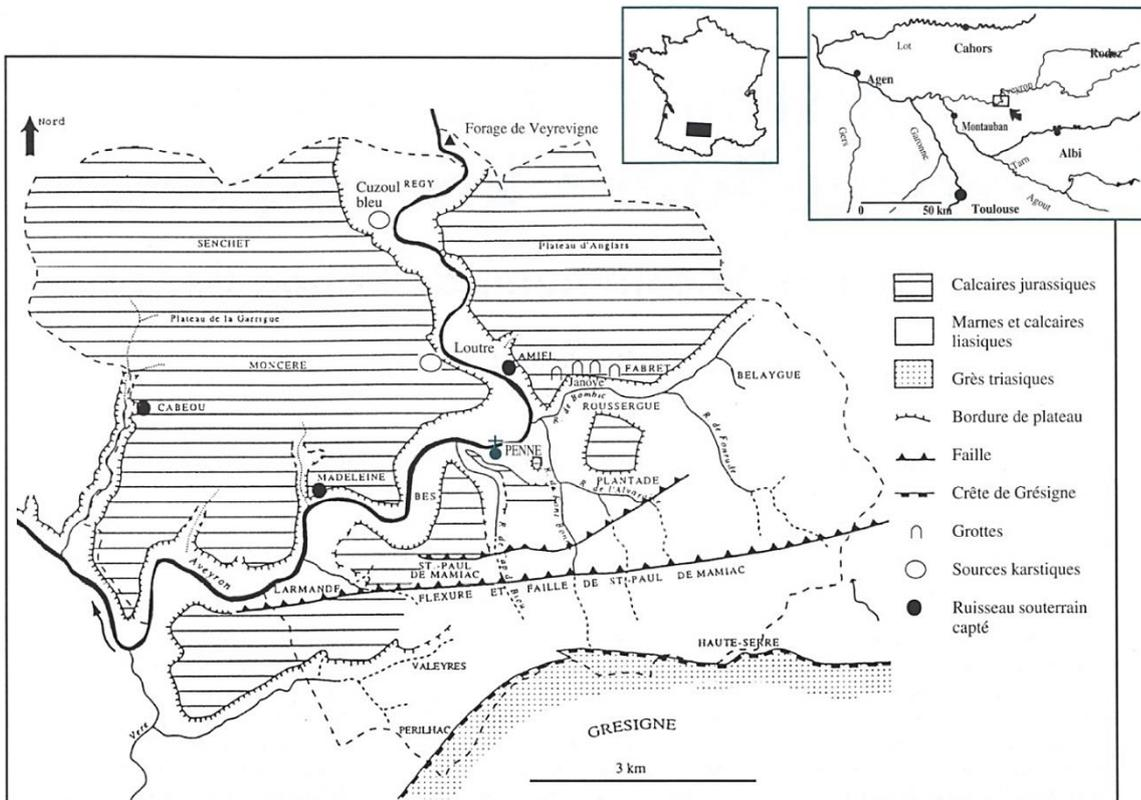 Lot
Cahors
Rodez
Agen
Aveyron
Montauban
Gers
Garonne
Tarn
Albi
Agout
0
50 km
Toulouse
Nord
Forage de Veyrevigne
Cuzoul
bleu
REGY
SENCHET
Plateau d'Anglars
Plateau de la Garrigue
Loutre
AMIEL
MONCERE
FABRET
Janoye
BELAYGUE
R. de Bombic
CABEOU
ROUSSERGUE
R. de Fonrude
PENNE
MADELEINE
BES
PLANTADE
Aveyron
ST-PAUL
DE MAMIAC
LARMANDE
FLEXURE ET FAILLE DE ST-PAUL DE MAMIAC
HAUTE-SERRE
VALEYRES
Vere
PERILHAC
GRESIGNE
3 km
Calcaires jurassiques
Marnes et calcaires
liasiques
Grès triasiques
Bordure de plateau
Faille
Crête de Grésigne
Grottes
Sources karstiques
Ruisseau souterrain
capté